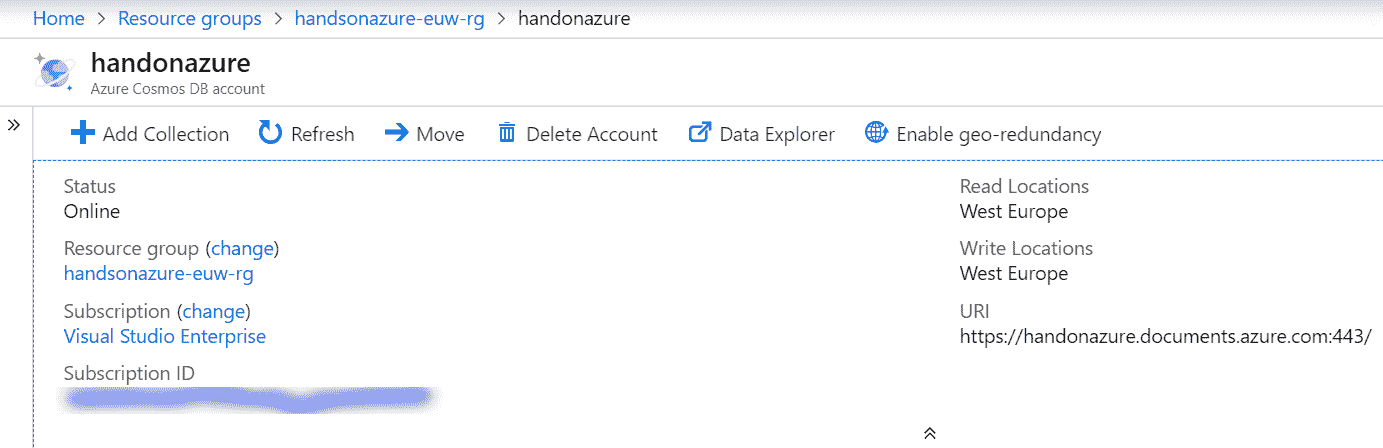 Home > Resource groups > handsonazure-euw-rg > handonazure
handonazure
Azure Cosmos DB account
Add Collection Refresh Move Delete Account Data Explorer Enable geo-redundancy
Status
Online
Resource group (change)
handsonazure-euw-rg
Subscription (change)
Visual Studio Enterprise
Subscription ID
Read Locations
West Europe
Write Locations
West Europe
URI
https://handonazure.documents.azure.com:443/